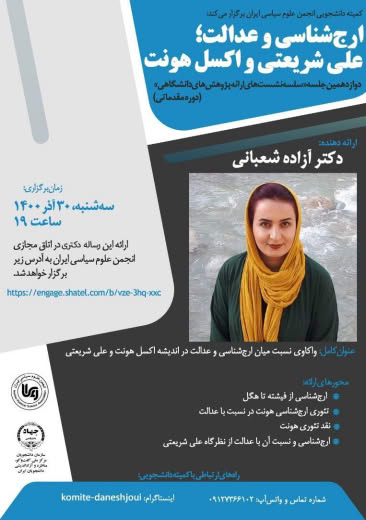 کمیته دانشجویی انجمن علوم سیاسی ایران برگزار می‌کند:
ارج‌شناسی و عدالت؛
علی شریعتی و اکسل هونت
دوازدهمین جلسه «سلسه نشست‌های ارائه پژوهش‌های دانشگاهی»
(دوره مقدماتی)
ارائه دهنده:
دکتر آزاده شعبانی
زمان برگزاری:
سه‌شنبه، ۳۰ آذر ۱۴۰۰
ساعت ۱۹
ارائه این رساله دکتری در اتاق مجازی
انجمن علوم سیاسی ایران به آدرس زیر
برگزار خواهد شد.
https://engage.shatel.com/b/vze-3hq-xxc
عنوان کامل: واکاوی نسبت میان ارج‌شناسی و عدالت در اندیشه اکسل هونت و علی شریعتی
محورهای ارائه:
ارج‌شناسی از فیشته تا هگل
تئوری ارج‌شناسی هونت در نسبت با عدالت
نقد تئوری هونت
ارج‌شناسی و نسبت آن با عدالت از نظرگاه علی شریعتی
جهاد
سازمان دانشجویان
راه‌های ارتباطی با کمیته دانشجویی:
شماره تماس و واتس‌آپ: ۰۹۱۲۷۳۶۶۱۰۲
اینستاگرام: komite-daneshjoui